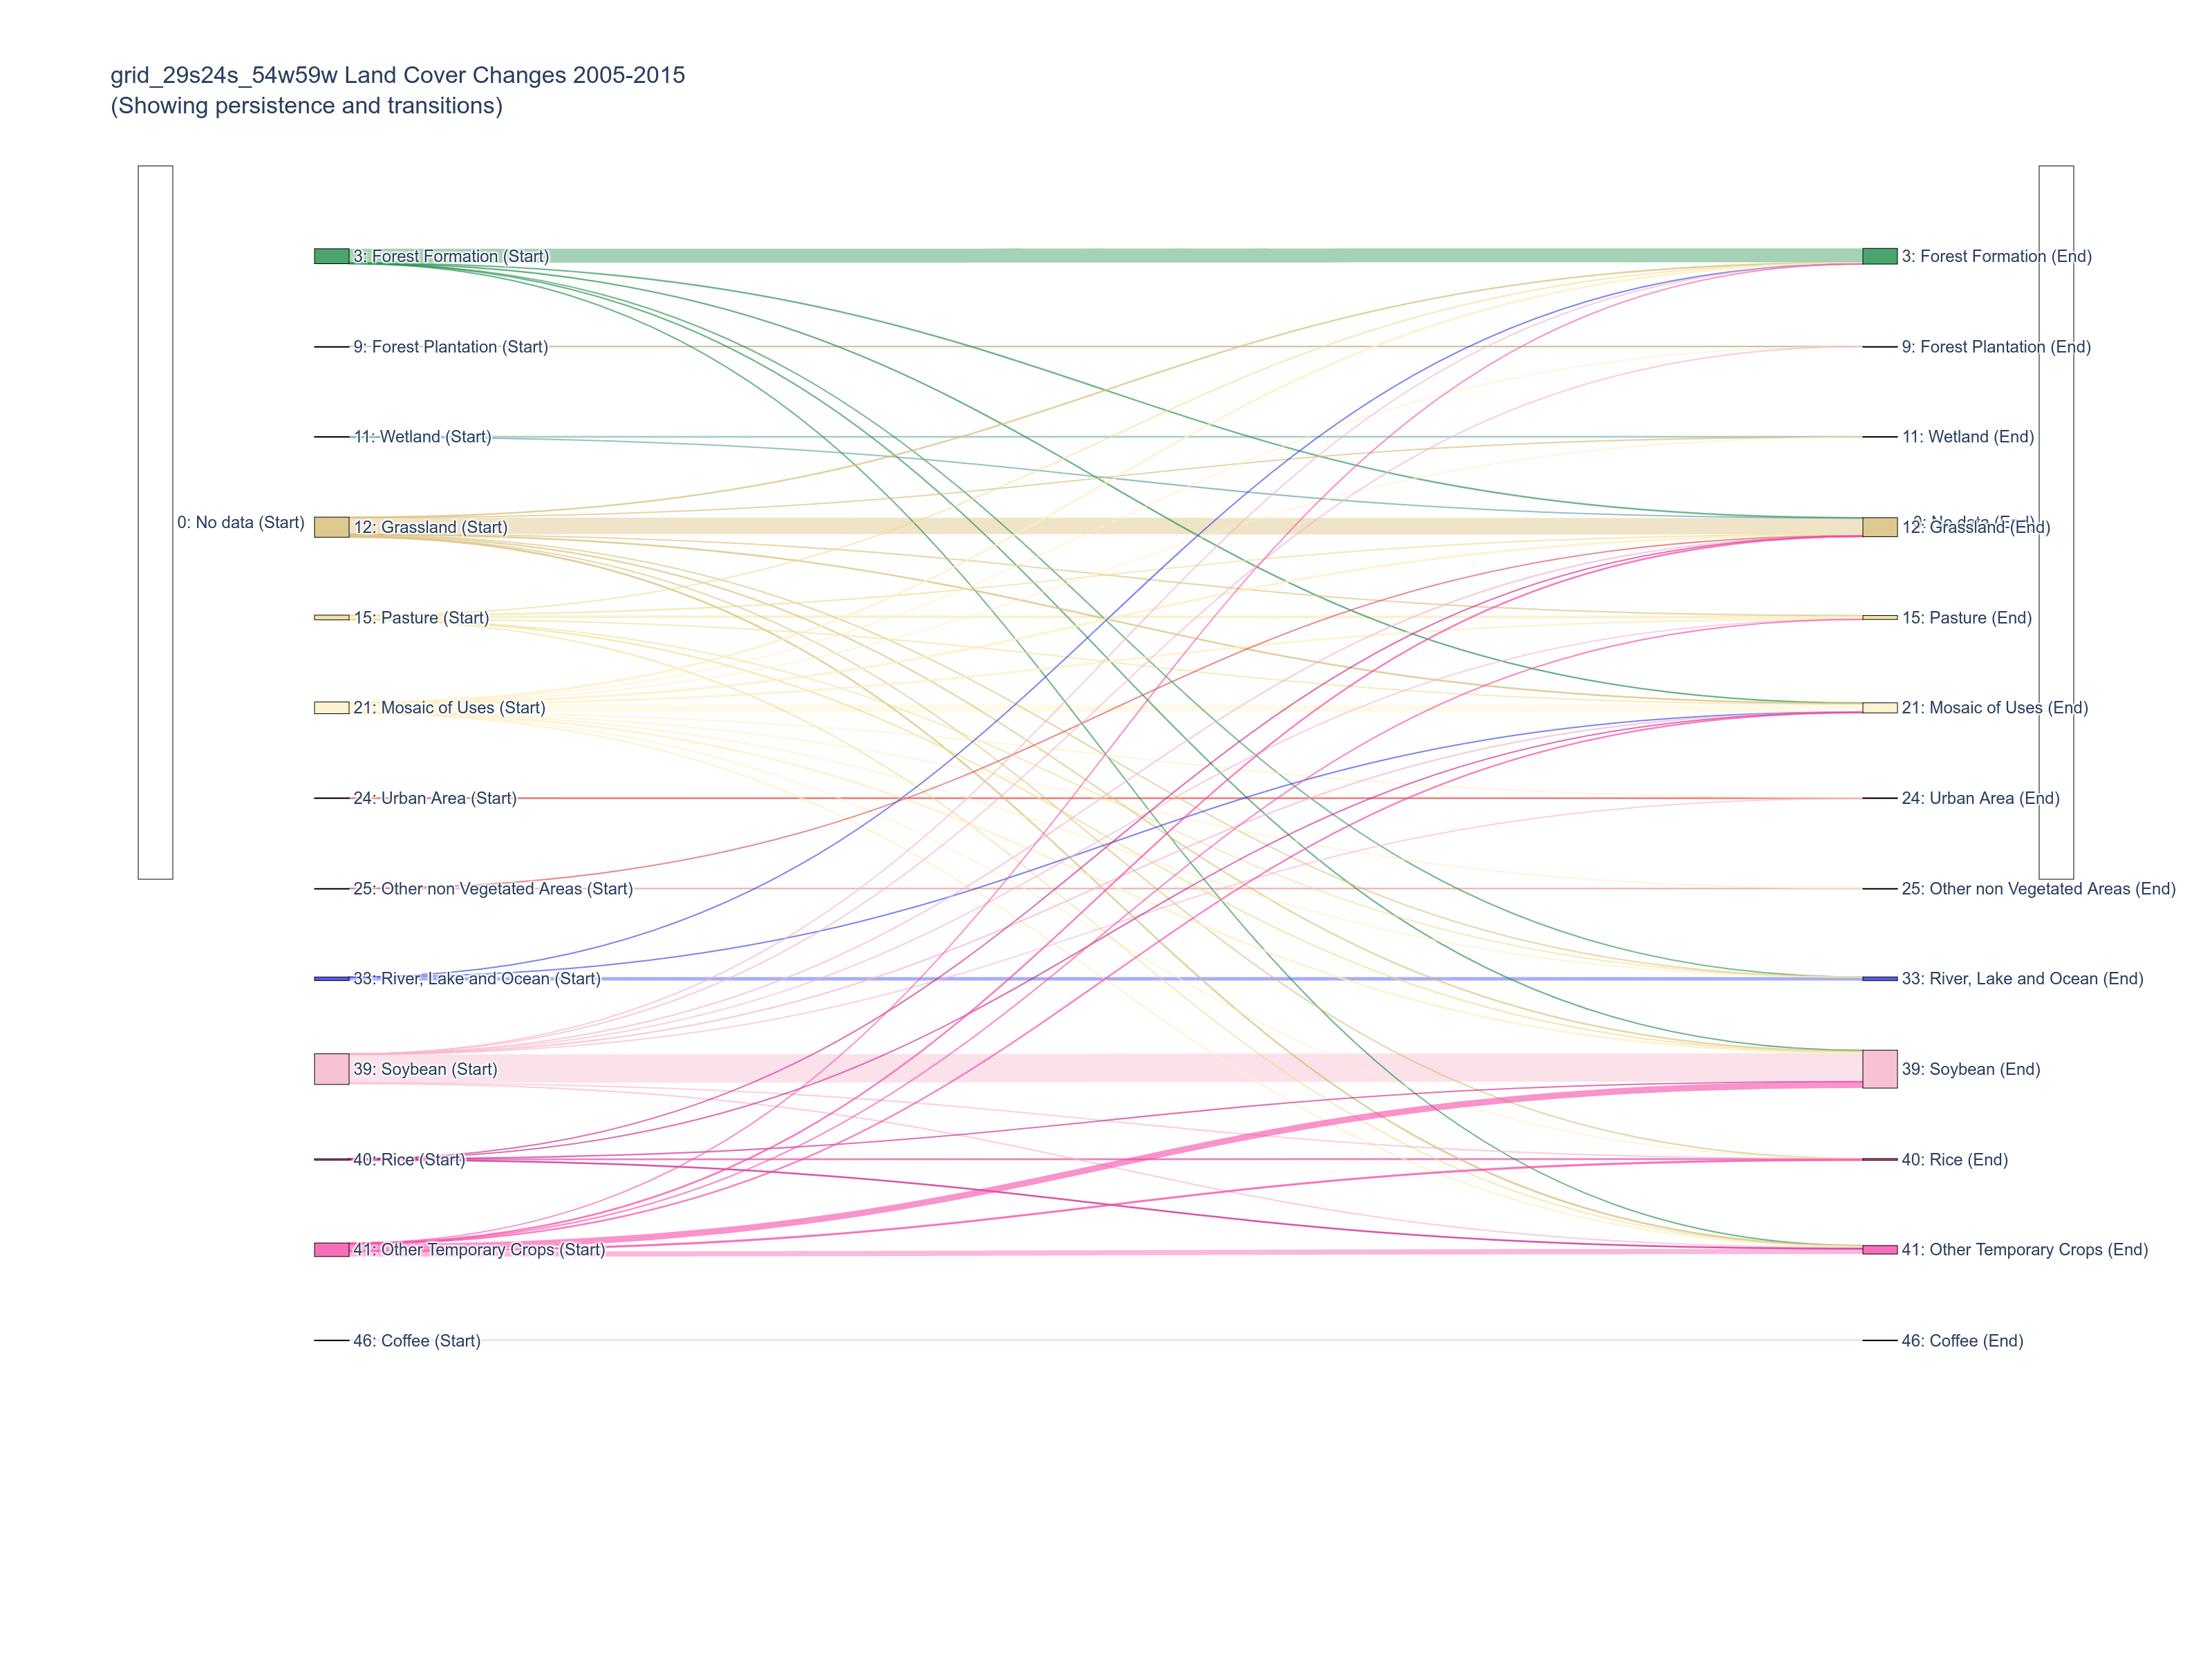 grid_29s24s_54w59w Land Cover Changes 2005-2015
(Showing persistence and transitions)
3: Forest Formation (Start)
3: Forest Formation (End)
9: Forest Plantation (Start)
9: Forest Plantation (End)
11: Wetland (Start)
11: Wetland (End)
0: No data (Start)
12: Grassland (Start)
0: No data (End)
12: Grassland (End)
15: Pasture (Start)
15: Pasture (End)
21: Mosaic of Uses (Start)
21: Mosaic of Uses (End)
24: Urban Area (Start)
24: Urban Area (End)
25: Other non Vegetated Areas (Start)
25: Other non Vegetated Areas (End)
33: River, Lake and Ocean (Start)
33: River, Lake and Ocean (End)
39: Soybean (Start)
39: Soybean (End)
40: Rice (Start)
40: Rice (End)
41: Other Temporary Crops (Start)
41: Other Temporary Crops (End)
46: Coffee (Start)
46: Coffee (End)